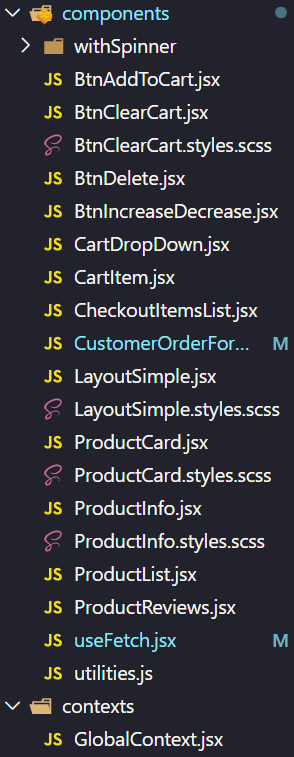 components
withSpinner
JS BtnAddToCart.jsx
JS BtnClearCart.jsx
BtnClearCart.styles.scss
JS BtnDelete.jsx
JS BtnIncreaseDecrease.jsx
JS CartDropDown.jsx
JS CartItem.jsx
JS CheckoutItemsList.jsx
JS CustomerOrderFor... M
JS LayoutSimple.jsx
LayoutSimple.styles.scss
JS ProductCard.jsx
ProductCard.styles.scss
JS ProductInfo.jsx
ProductInfo.styles.scss
JS ProductList.jsx
JS ProductReviews.jsx
JS useFetch.jsx M
JS utilities.js
contexts
JS GlobalContext.jsx